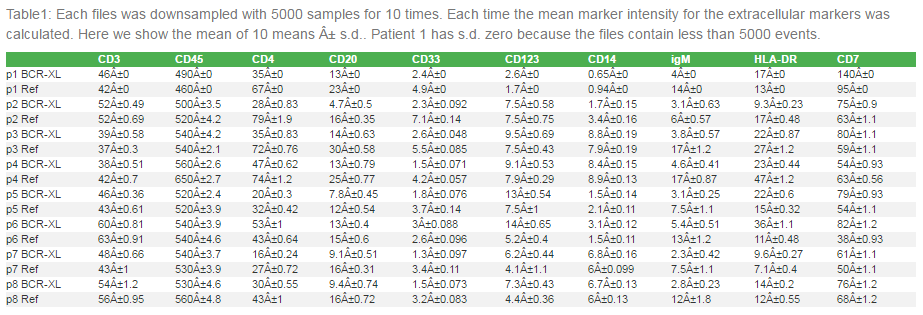 Table1: Each files was downsampled with 5000 samples for 10 times. Each time the mean marker intensity for the extracellular markers was
calculated. Here we show the mean of 10 means Â± s.d.. Patient 1 has s.d. zero because the files contain less than 5000 events.
CD3 CD45 CD4 CD20 CD33 CD123 CD14 igM HLA-DR CD7
p1 BCR-XL 46Â±0 490Â±0 35Â±0 13Â±0 2.4Â±0 2.6Â±0 0.65Â±0 4Â±0 17Â±0 140Â±0
p1 Ref 42Â±0 460Â±0 67Â±0 23Â±0 4.9Â±0 1.7Â±0 0.94Â±0 14Â±0 13Â±0 95Â±0
p2 BCR-XL 52Â±0.49 500Â±3.5 28Â±0.83 4.7Â±0.5 2.3Â±0.092 7.5Â±0.58 1.7Â±0.15 3.1Â±0.63 9.3Â±0.23 75Â±0.9
p2 Ref 52Â±0.69 520Â±4.2 79Â±1.9 16Â±0.35 7.1Â±0.14 7.5Â±0.75 3.4Â±0.16 6Â±0.57 17Â±0.48 63Â±1.1
p3 BCR-XL 39Â±0.58 540Â±4.2 35Â±0.83 14Â±0.63 2.6Â±0.048 9.5Â±0.69 8.8Â±0.19 3.8Â±0.57 22Â±0.87 80Â±1.1
p3 Ref 37Â±0.3 540Â±2.1 72Â±0.76 30Â±0.58 5.5Â±0.085 7.5Â±0.43 7.9Â±0.19 17Â±1.2 27Â±1.2 59Â±1.1
p4 BCR-XL 38Â±0.51 560Â±2.6 47Â±0.62 13Â±0.79 1.5Â±0.071 9.1Â±0.53 8.4Â±0.15 4.6Â±0.41 23Â±0.44 54Â±0.93
p4 Ref 42Â±0.7 650Â±2.7 74Â±1.2 25Â±0.77 4.2Â±0.057 7.9Â±0.29 8.9Â±0.13 17Â±0.87 47Â±1.2 63Â±0.56
p5 BCR-XL 46Â±0.36 520Â±2.4 20Â±0.3 7.8Â±0.45 1.8Â±0.076 13Â±0.54 1.5Â±0.14 3.1Â±0.25 22Â±0.6 79Â±0.93
p5 Ref 43Â±0.61 520Â±3.9 32Â±0.42 12Â±0.54 3.7Â±0.14 7.5Â±1 2.1Â±0.11 7.5Â±1.1 15Â±0.32 54Â±1.1
p6 BCR-XL 60Â±0.81 540Â±3.9 53Â±1 13Â±0.4 3Â±0.088 14Â±0.65 3.1Â±0.12 5.4Â±0.51 36Â±1.1 82Â±1.2
p6 Ref 63Â±0.91 540Â±4.6 43Â±0.64 15Â±0.6 2.6Â±0.096 5.2Â±0.4 1.5Â±0.11 13Â±1.2 11Â±0.48 38Â±0.93
p7 BCR-XL 48Â±0.66 540Â±3.7 16Â±0.24 9.1Â±0.51 1.3Â±0.097 6.2Â±0.44 6.8Â±0.16 2.3Â±0.42 9.6Â±0.27 61Â±1.1
p7 Ref 43Â±1 530Â±3.9 27Â±0.72 16Â±0.31 3.4Â±0.11 4.1Â±1.1 6Â±0.099 7.5Â±1.1 7.1Â±0.4 50Â±1.1
p8 BCR-XL 54Â±1.2 530Â±4.6 30Â±0.55 9.4Â±0.74 1.5Â±0.073 7.3Â±0.43 6.7Â±0.13 2.8Â±0.23 14Â±0.2 76Â±1.2
p8 Ref 56Â±0.95 560Â±4.8 43Â±1 16Â±0.72 3.2Â±0.083 4.4Â±0.36 6Â±0.13 12Â±1.8 12Â±0.55 68Â±1.2